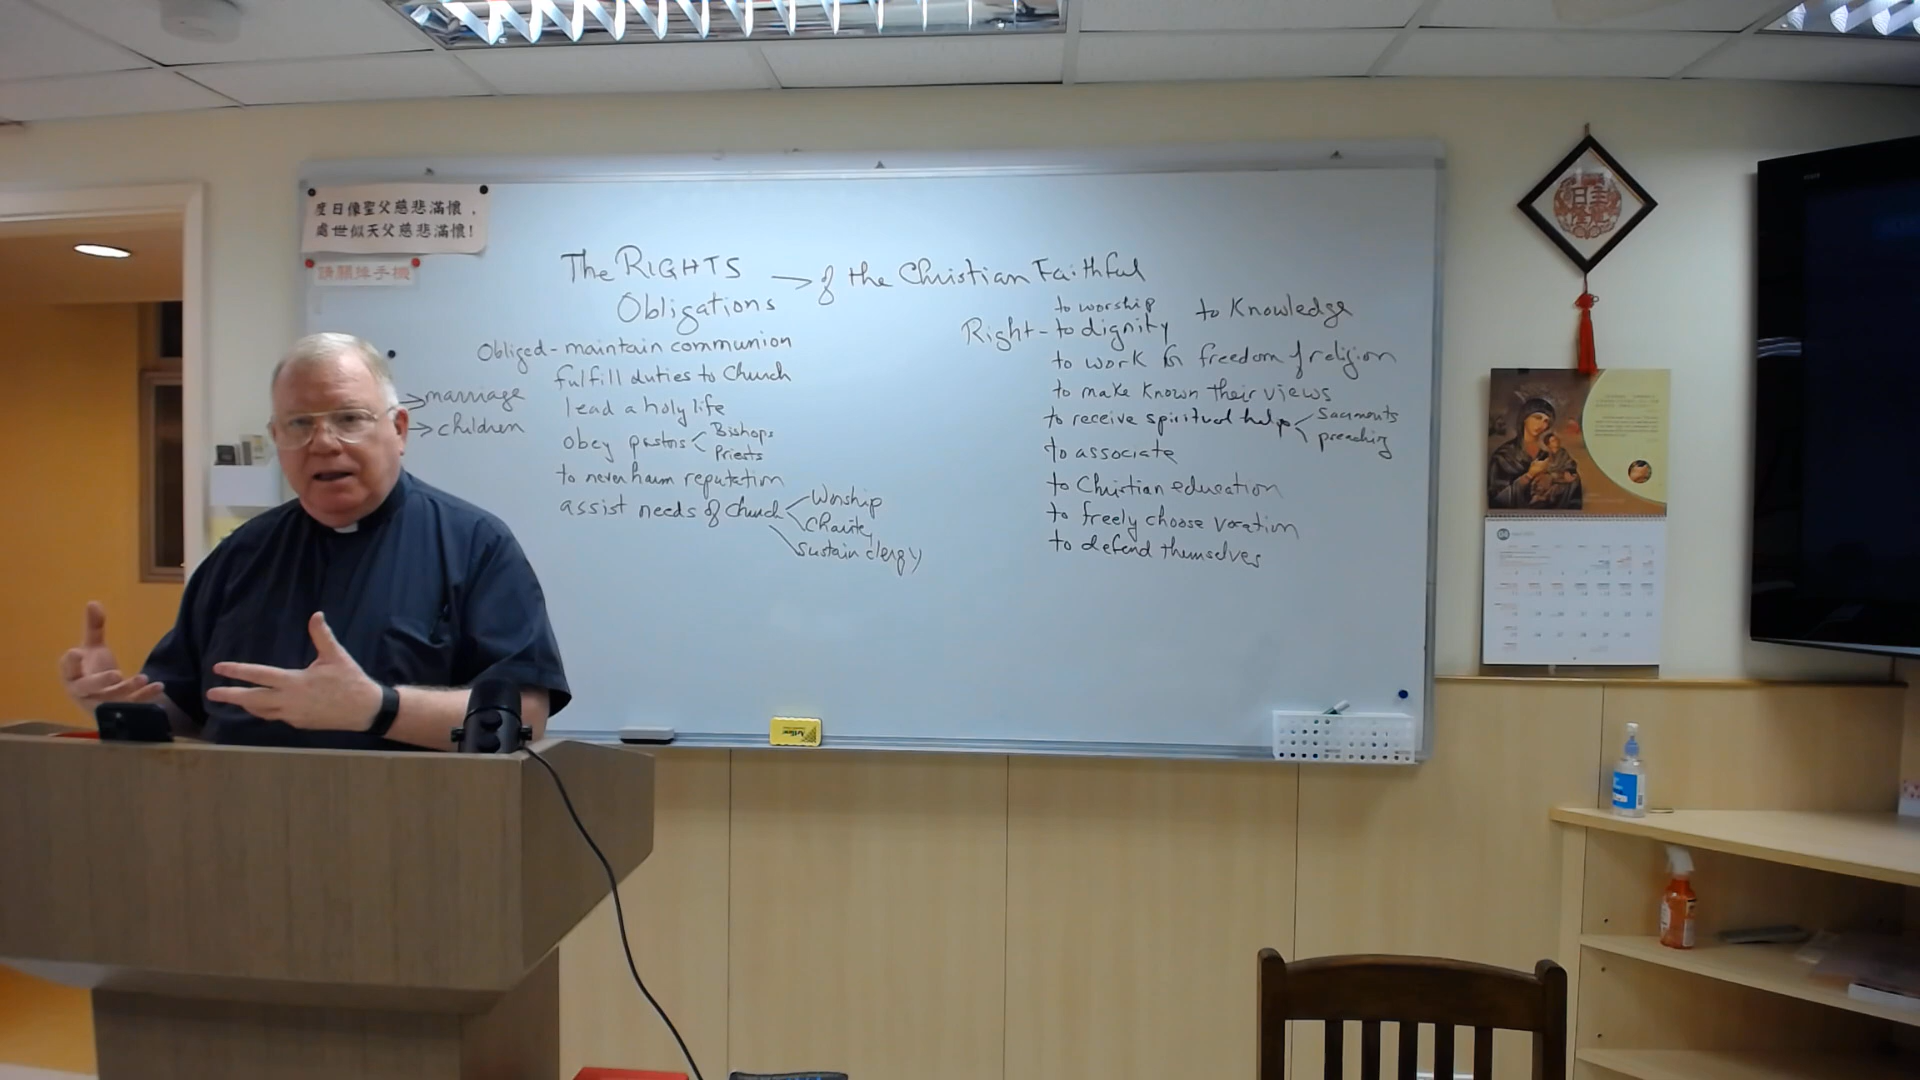 度日像聖父慈悲滿懷，
處世似天父慈悲滿懷!
請關掉手機
The RIGHTS → of the Christian Faithful
Obligations
Obliged - maintain communion
fulfill duties to Church
→ marriage
→ children
lead a holy life
obey pastors < Bishops
Priests
to never harm reputation
assist needs of Church < Worship
Charity
sustain clergy
to worship to Knowledge
Right - to dignity
to work for freedom of religion
to make known their views
to receive spiritual help < Sacraments
preaching
to associate
to Christian education
to freely choose vocation
to defend themselves